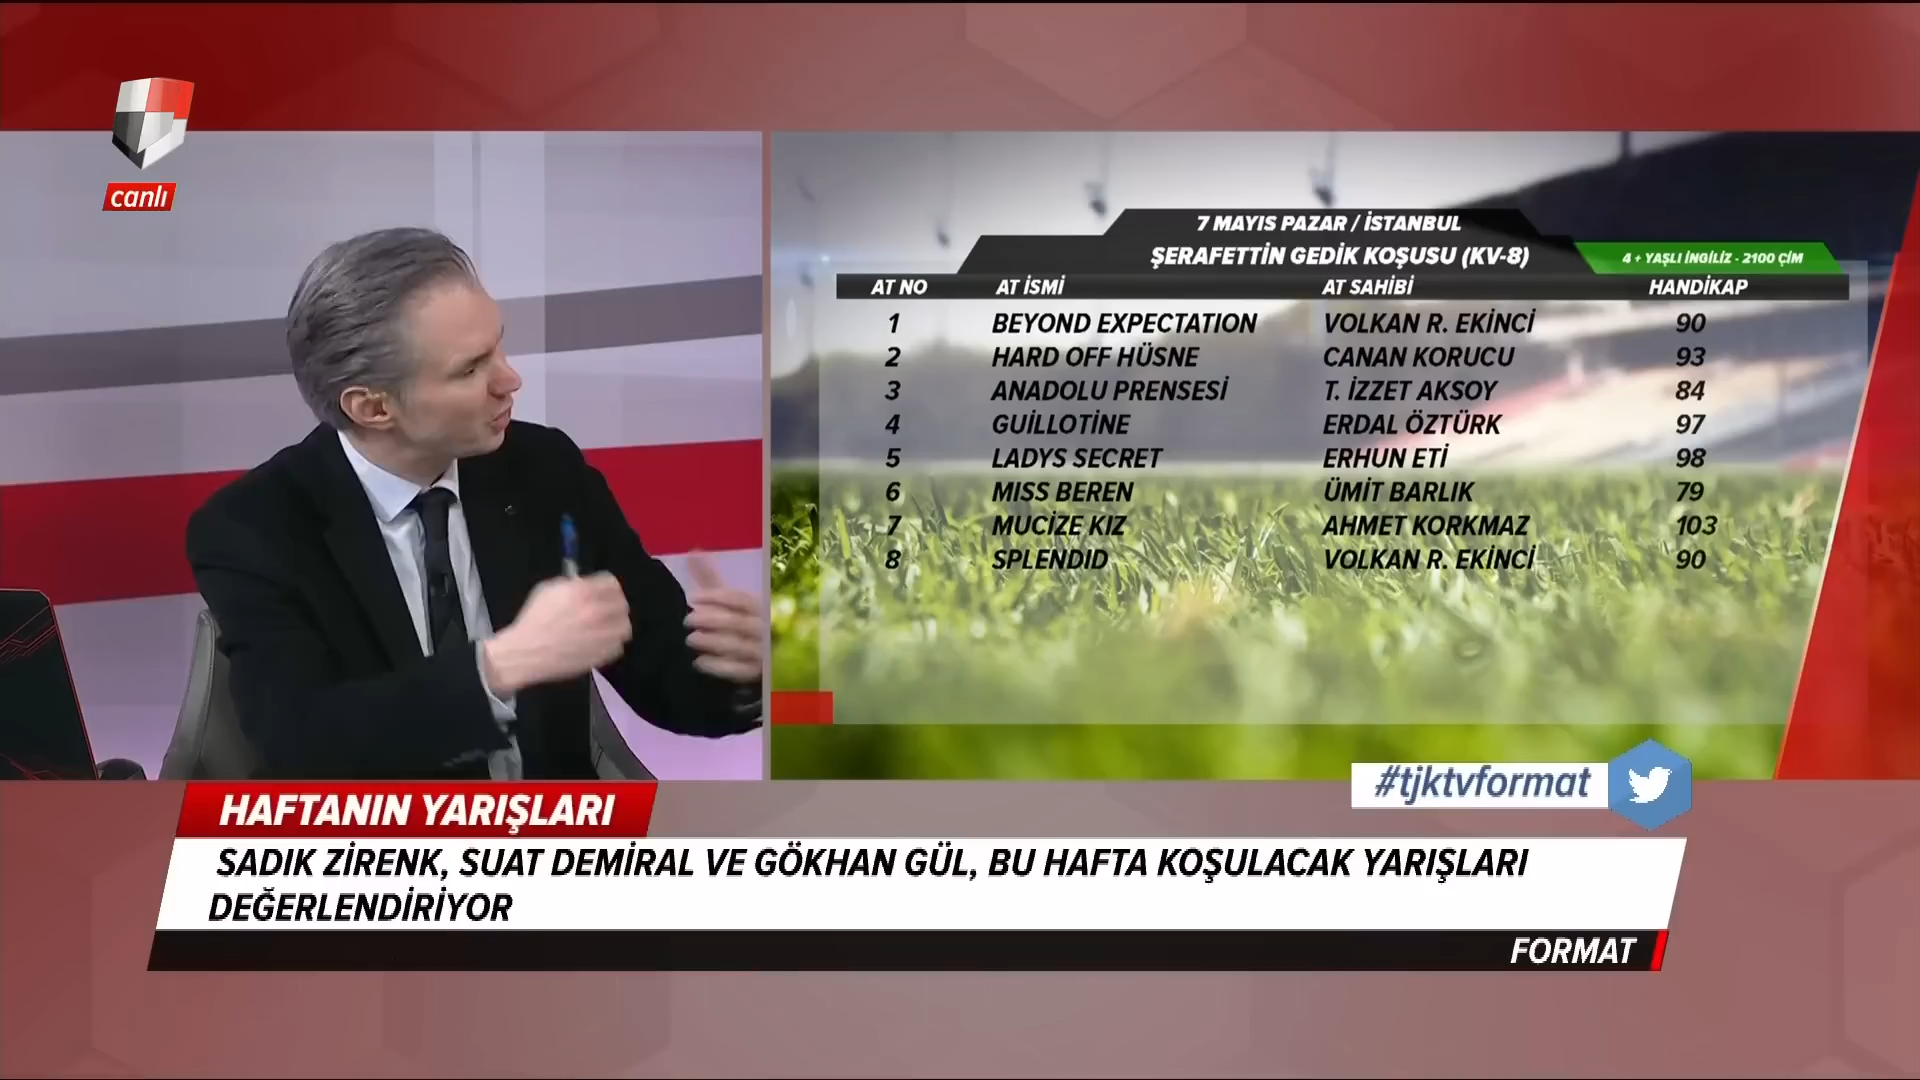 canlı
7 MAYIS PAZAR / İSTANBUL
ŞERAFETTİN GEDİK KOŞUSU (KV-8)
4 + YAŞLI İNGİLİZ - 2100 ÇİM
AT NO AT İSMİ AT SAHİBİ HANDİKAP
1 BEYOND EXPECTATION VOLKAN R. EKİNCİ 90
2 HARD OFF HÜSNE CANAN KORUCU 93
3 ANADOLU PRENSESİ T. İZZET AKSOY 84
4 GUİLLOTİNE ERDAL ÖZTÜRK 97
5 LADYS SECRET ERHUN ETİ 98
6 MISS BEREN ÜMİT BARLIK 79
7 MUCİZE KIZ AHMET KORKMAZ 103
8 SPLENDID VOLKAN R. EKİNCİ 90
#tjktvformat
HAFTANIN YARIŞLARI
SADIK ZİRENK, SUAT DEMİRAL VE GÖKHAN GÜL, BU HAFTA KOŞULACAK YARIŞLARI
DEĞERLENDİRİYOR
FORMAT